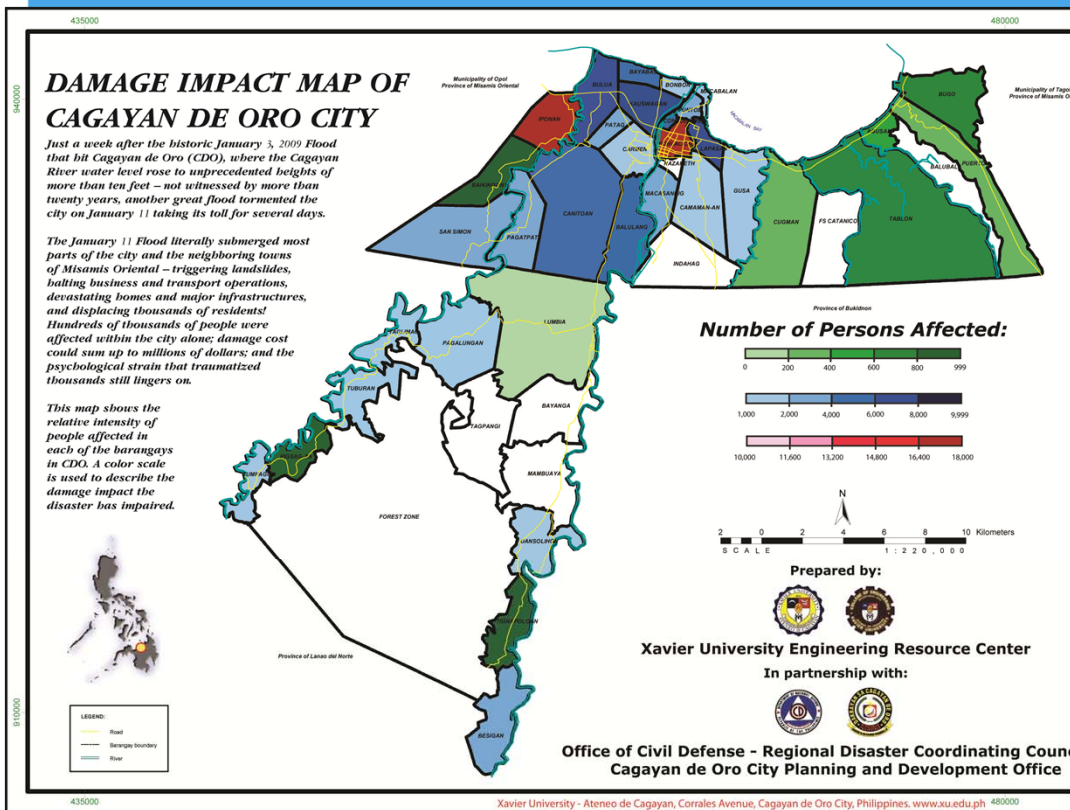 435000
480000
940000
DAMAGE IMPACT MAP OF
CAGAYAN DE ORO CITY
Just a week after the historic January 3, 2009 Flood
that hit Cagayan de Oro (CDO), where the Cagayan
River water level rose to unprecedented heights of
more than ten feet – not witnessed by more than
twenty years, another great flood tormented the
city on January 11 taking its toll for several days.
The January 11 Flood literally submerged most
parts of the city and the neighboring towns
of Misamis Oriental – triggering landslides,
halting business and transport operations,
devastating homes and major infrastructures,
and displacing thousands of residents!
Hundreds of thousands of people were
affected within the city alone; damage cost
could sum up to millions of dollars; and the
psychological strain that traumatized
thousands still lingers on.
This map shows the
relative intensity of
people affected in
each of the barangays
in CDO. A color scale
is used to describe the
damage impact the
disaster has impaired.
Municipality of Opol
Province of Misamis Oriental
Municipality of
Province of Misamis
BULUA
BAYABAS
BONBON
MACABALAN
KAUSWAGAN
IPONAN
PATAG
CARMEN
LAPASAN
NAZARETH
MACASANDIG
CAMAMAN-AN
GUSA
CUGMAN
FS CATANICO
TABLON
BALUBAL
PUERTO
BUGO
INDAHAG
SAN SIMON
PAGATPAT
CANITOAN
BALULANG
LUMBIA
PAGALUNGAN
TUBURAN
BAYANGA
TAGPANGI
MAMBUAYA
FOREST ZONE
BESIGAN
Province of Bukidnon
Province of Lanao del Norte
Number of Persons Affected:
0 200 400 600 800 999
1,000 2,000 4,000 6,000 8,000 9,999
10,000 11,600 13,200 14,800 16,400 18,000
N
2 0 2 4 6 8 10 Kilometers
SCALE 1:220,000
Prepared by:
Xavier University Engineering Resource Center
In partnership with:
Office of Civil Defense - Regional Disaster Coordinating
Cagayan de Oro City Planning and Development Office
LEGEND:
Road
Barangay boundary
River
910000
435000
480000
Xavier University - Ateneo de Cagayan, Corrales Avenue, Cagayan de Oro City, Philippines. www.xu.edu.ph